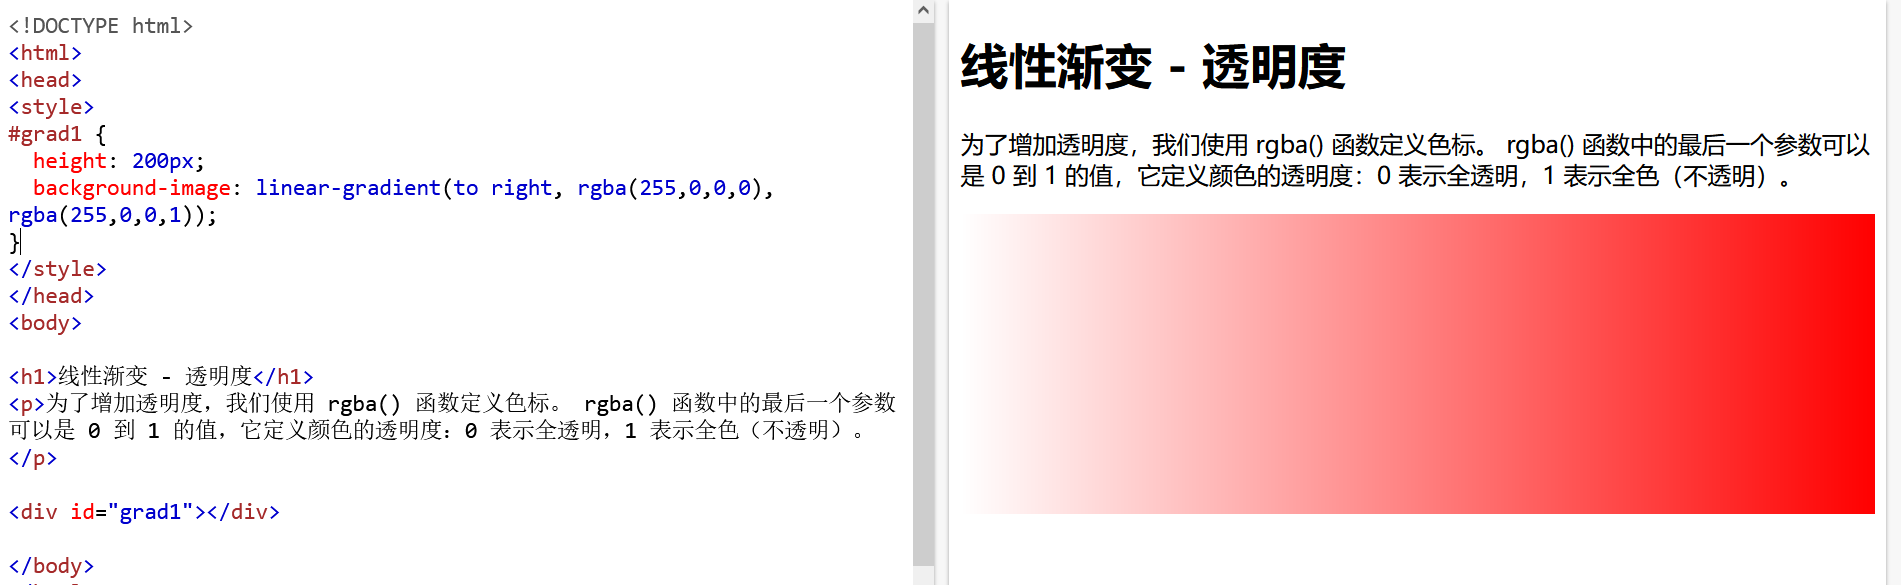 <!DOCTYPE html>
<html>
<head>
<style>
#grad1 {
  height: 200px;
  background-image: linear-gradient(to right, rgba(255,0,0,0),
rgba(255,0,0,1));
}
</style>
</head>
<body>
<h1>线性渐变 - 透明度</h1>
<p>为了增加透明度，我们使用 rgba() 函数定义色标。 rgba() 函数中的最后一个参数
可以是 0 到 1 的值，它定义颜色的透明度：0 表示全透明，1 表示全色（不透明）。
</p>
<div id="grad1"></div>
</body>
线性渐变 - 透明度
为了增加透明度，我们使用 rgba() 函数定义色标。 rgba() 函数中的最后一个参数可以
是 0 到 1 的值，它定义颜色的透明度：0 表示全透明，1 表示全色（不透明）。